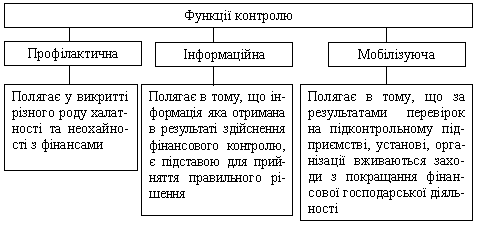 Функції контролю
Профілактична
Інформаційна
Мобілізуюча
Полягає у викритті
різного роду халат-
ності та неохайно-
сті з фінансами
Полягає в тому, що ін-
формація яка отримана
в результаті здійснення
фінансового контролю,
є підставою для прий-
няття правильного рі-
шення
Полягає в тому, що за
результатами перевірок
на підконтрольному під-
приємстві, установі, орга-
нізації вживаються захо-
ди з покращання фінан-
сової господарської діяль-
ності